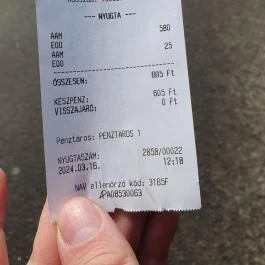 --- NYUGTA ---
AAM 580
E00
AAM 25
E00
ÖSSZESEN: 605 Ft
KÉSZPÉNZ: 605 Ft
VISSZAJÁRÓ: 0 Ft
Pénztáros: PENZTAROS 1
NYUGTASZÁM: 2858/00022
2024.03.16. 12:18
NAV ellenőrző kód: 3185F
A08530063